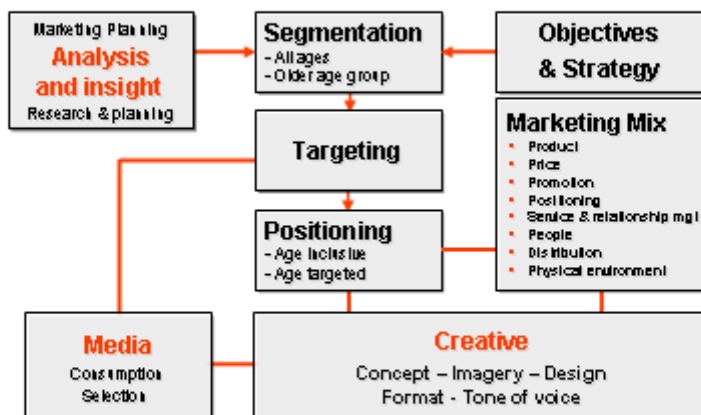 Marketing Planning
Analysis
and insight
Research & planning
Segmentation
- All ages
- Older age group
Objectives
& Strategy
Targeting
Marketing Mix
• Product
• Price
• Promotion
• Positioning
• Service & relationship mgt
• People
• Distribution
• Physical environment
Positioning
- Age inclusive
- Age targeted
Media
Consumption
Selection
Creative
Concept – Imagery – Design
Format - Tone of voice